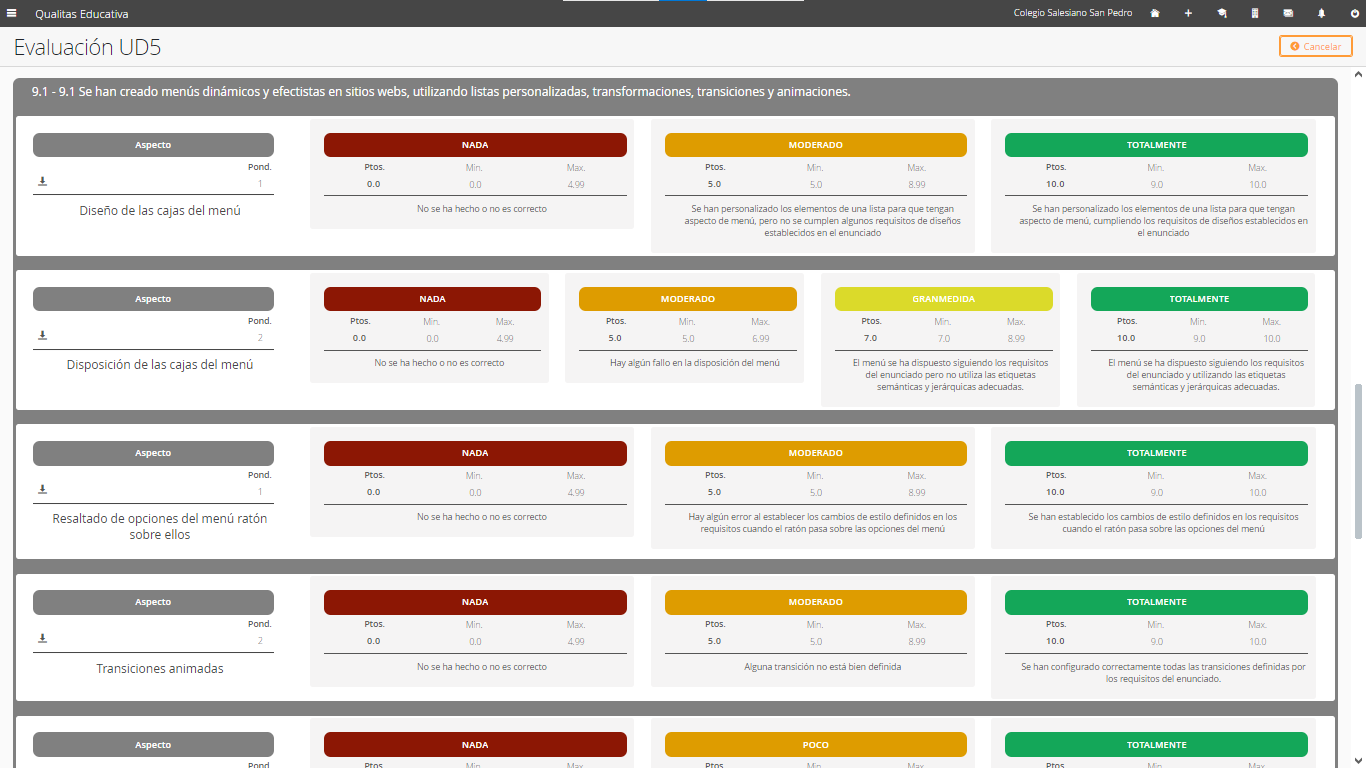 Qualitas Educativa
Colegio Salesiano San Pedro
Evaluación UD5
Cancelar
9.1 - 9.1 Se han creado menús dinámicos y efectistas en sitios webs, utilizando listas personalizadas, transformaciones, transiciones y animaciones.
Aspecto
Pond.
1
Diseño de las cajas del menú
NADA
Ptos. Min. Max.
0.0 0.0 4.99
No se ha hecho o no es correcto
MODERADO
Ptos. Min. Max.
5.0 5.0 8.99
Se han personalizado los elementos de una lista para que tengan
aspecto de menú, pero no se cumplen algunos requisitos de diseños
establecidos en el enunciado
TOTALMENTE
Ptos. Min. Max.
10.0 9.0 10.0
Se han personalizado los elementos de una lista para que tengan
aspecto de menú, cumpliendo los requisitos de diseños establecidos en
el enunciado
Aspecto
Pond.
2
Disposición de las cajas del menú
NADA
Ptos. Min. Max.
0.0 0.0 4.99
No se ha hecho o no es correcto
MODERADO
Ptos. Min. Max.
5.0 5.0 6.99
Hay algún fallo en la disposición del menú
GRANMEDIDA
Ptos. Min. Max.
7.0 7.0 8.99
El menú se ha dispuesto siguiendo los requisitos
del enunciado pero no utiliza las etiquetas
semánticas y jerárquicas adecuadas.
TOTALMENTE
Ptos. Min. Max.
10.0 9.0 10.0
El menú se ha dispuesto siguiendo los requisitos
del enunciado y utilizando las etiquetas
semánticas y jerárquicas adecuadas.
Aspecto
Pond.
1
Resaltado de opciones del menú ratón
sobre ellos
NADA
Ptos. Min. Max.
0.0 0.0 4.99
No se ha hecho o no es correcto
MODERADO
Ptos. Min. Max.
5.0 5.0 8.99
Hay algún error al establecer los cambios de estilo definidos en los
requisitos cuando el ratón pasa sobre las opciones del menú
TOTALMENTE
Ptos. Min. Max.
10.0 9.0 10.0
Se han establecido los cambios de estilo definidos en los requisitos
cuando el ratón pasa sobre las opciones del menú
Aspecto
Pond.
2
Transiciones animadas
NADA
Ptos. Min. Max.
0.0 0.0 4.99
No se ha hecho o no es correcto
MODERADO
Ptos. Min. Max.
5.0 5.0 8.99
Alguna transición no está bien definida
TOTALMENTE
Ptos. Min. Max.
10.0 9.0 10.0
Se han configurado correctamente todas las transiciones definidas por
los requisitos del enunciado.
Aspecto
Pond.
NADA
Ptos. Min. Max.
POCO
Ptos. Min. Max.
TOTALMENTE
Ptos. Min. Max.